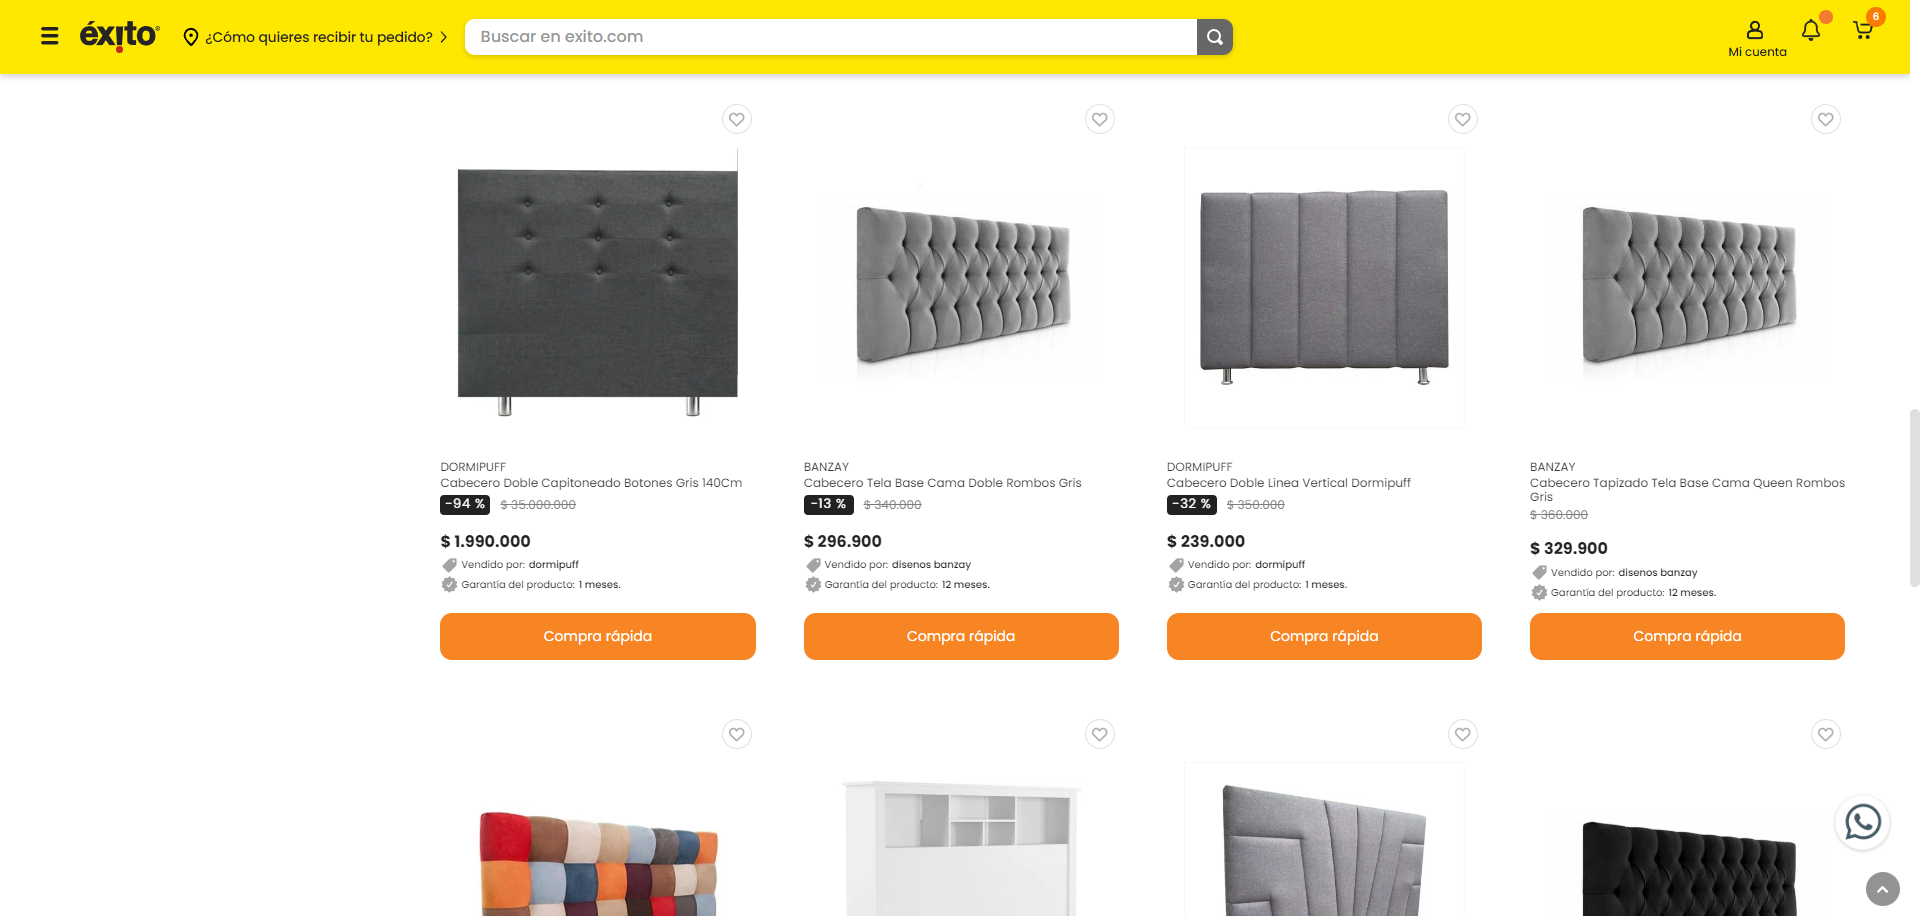 éxito
¿Cómo quieres recibir tu pedido?
Buscar en exito.com
Mi cuenta
6
DORMIPUFF
Cabecero Doble Capitoneado Botones Gris 140Cm
-94 % $ 35.000.000
$ 1.990.000
Vendido por: dormipuff
Garantía del producto: 1 meses.
Compra rápida
BANZAY
Cabecero Tela Base Cama Doble Rombos Gris
-13 % $ 340.000
$ 296.900
Vendido por: disenos banzay
Garantía del producto: 12 meses.
Compra rápida
DORMIPUFF
Cabecero Doble Linea Vertical Dormipuff
-32 % $ 350.000
$ 239.000
Vendido por: dormipuff
Garantía del producto: 1 meses.
Compra rápida
BANZAY
Cabecero Tapizado Tela Base Cama Queen Rombos
Gris
$ 360.000
$ 329.900
Vendido por: disenos banzay
Garantía del producto: 12 meses.
Compra rápida